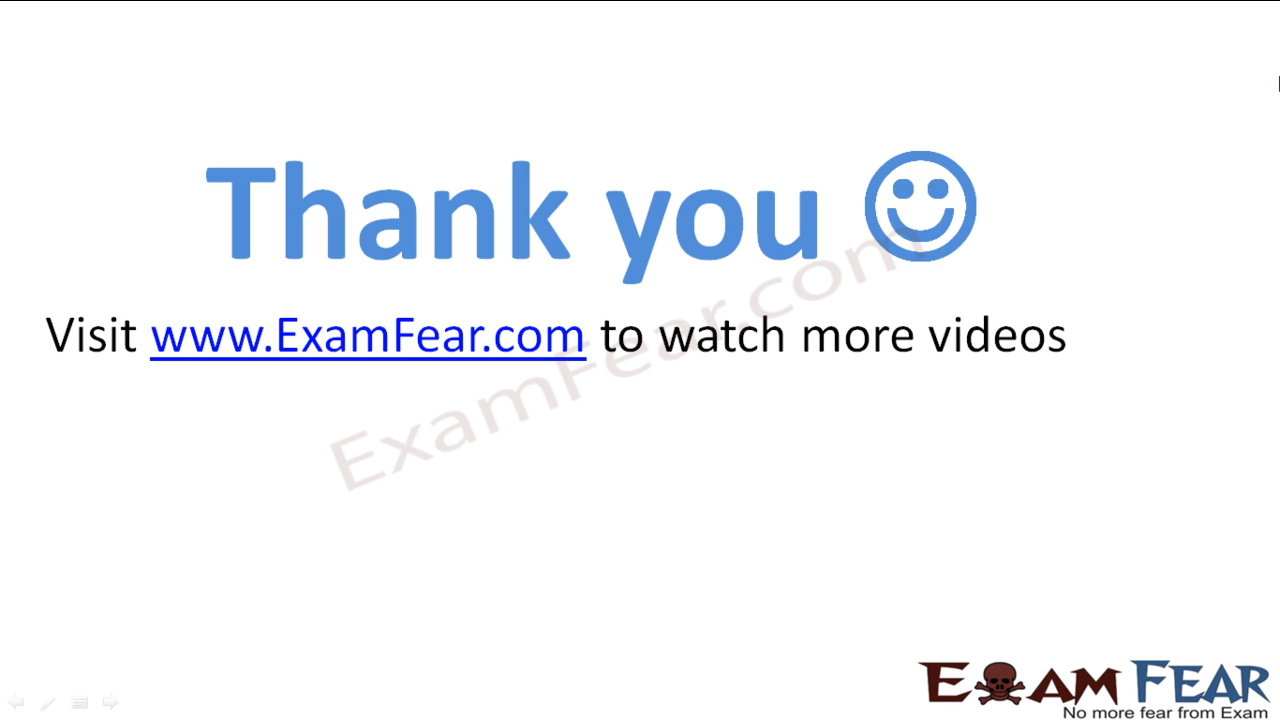 Thank you ☺
Visit www.ExamFear.com to watch more videos
ExamFear.com
EXAM FEAR
No more fear from Exam